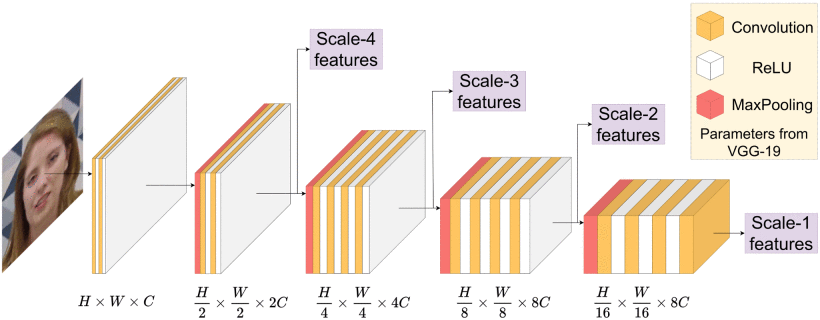 Scale-4
features
Scale-3
features
Scale-2
features
Scale-1
features
Convolution
ReLU
MaxPooling
Parameters from
VGG-19
H × W × C
H/2 × W/2 × 2C
H/4 × W/4 × 4C
H/8 × W/8 × 8C
H/16 × W/16 × 8C